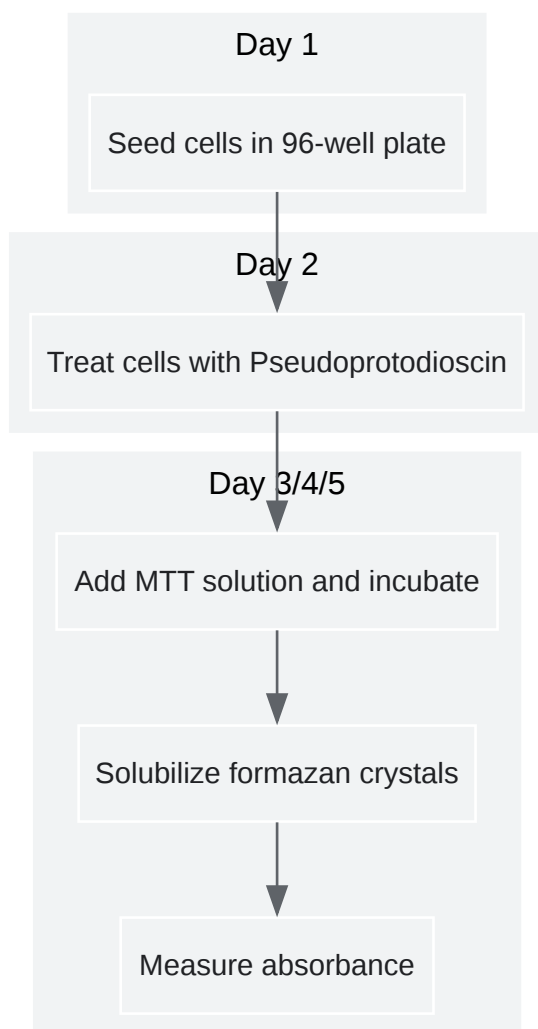 Day 1
Seed cells in 96-well plate
Day 2
Treat cells with Pseudoprotodioscin
Day 3/4/5
Add MTT solution and incubate
Solubilize formazan crystals
Measure absorbance